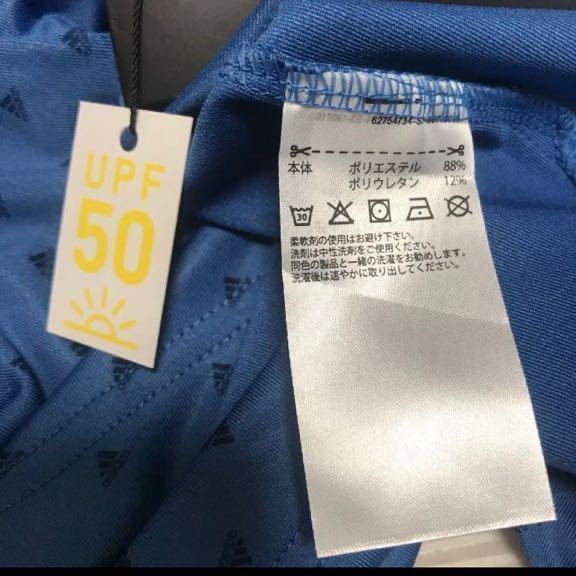 UPF
50
62754734-S
本体 ポリエステル 88%
ポリウレタン 12%
30
柔軟剤の使用はお避け下さい。
洗剤は中性洗剤をご使用ください。
同色の製品と一緒の洗濯をお勧めします。
洗濯後は速やかに取り出してください。
adidas